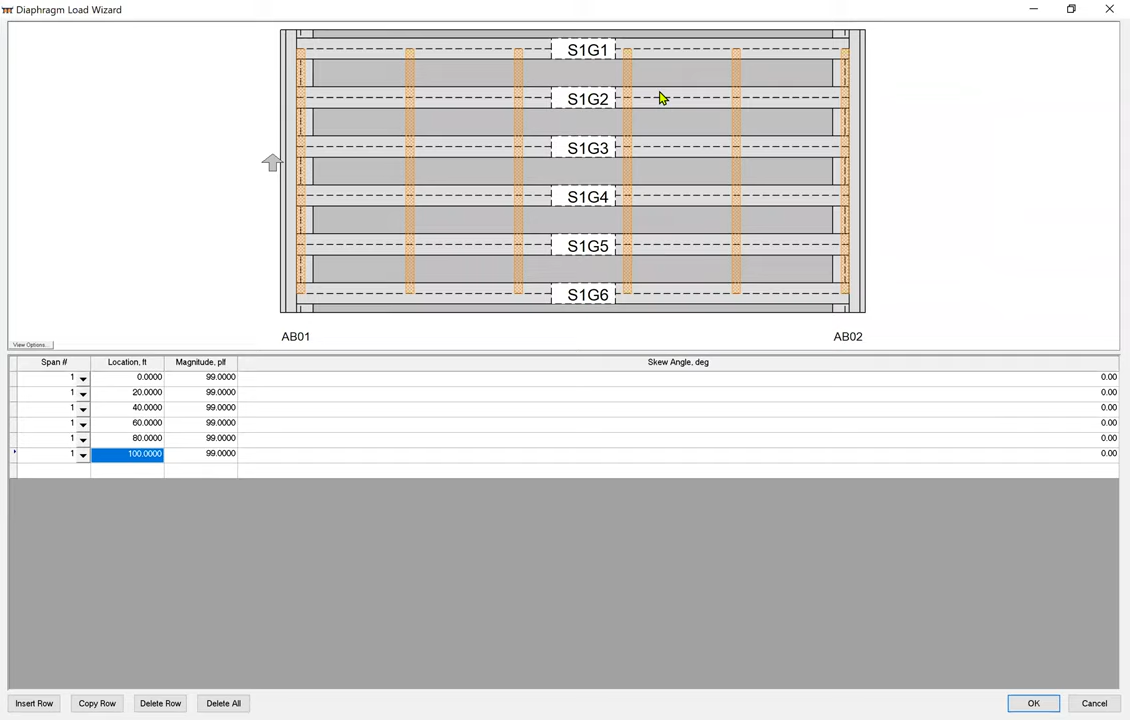 Diaphragm Load Wizard
S1G1
S1G2
S1G3
S1G4
S1G5
S1G6
AB01 AB02
View Options...
Span # Location, ft Magnitude, plf Skew Angle, deg
1 0.0000 99.0000 0.00
1 20.0000 99.0000 0.00
1 40.0000 99.0000 0.00
1 60.0000 99.0000 0.00
1 80.0000 99.0000 0.00
1 100.0000 99.0000 0.00
Insert Row Copy Row Delete Row Delete All OK Cancel